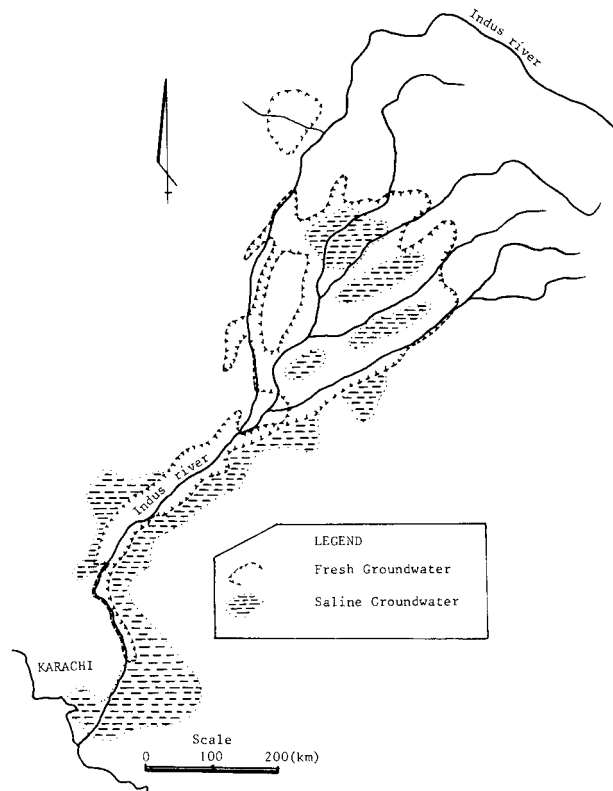 Indus river
Indus river
LEGEND
Fresh Groundwater
Saline Groundwater
KARACHI
Scale
0 100 200(km)